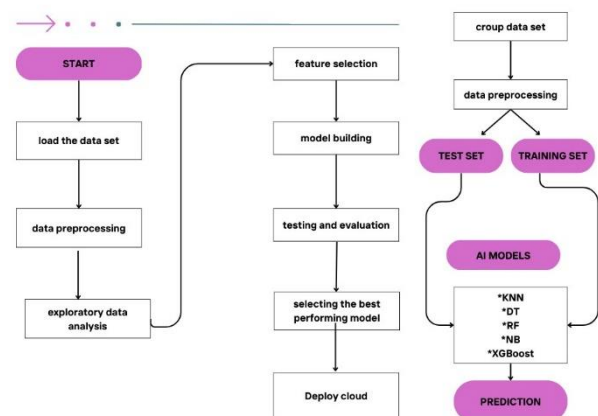 START
load the data set
data preprocessing
exploratory data
analysis
feature selection
model building
testing and evaluation
selecting the best
performing model
Deploy cloud
croup data set
data preprocessing
TEST SET
TRAINING SET
AI MODELS
*KNN
*DT
*RF
*NB
*XGBoost
PREDICTION